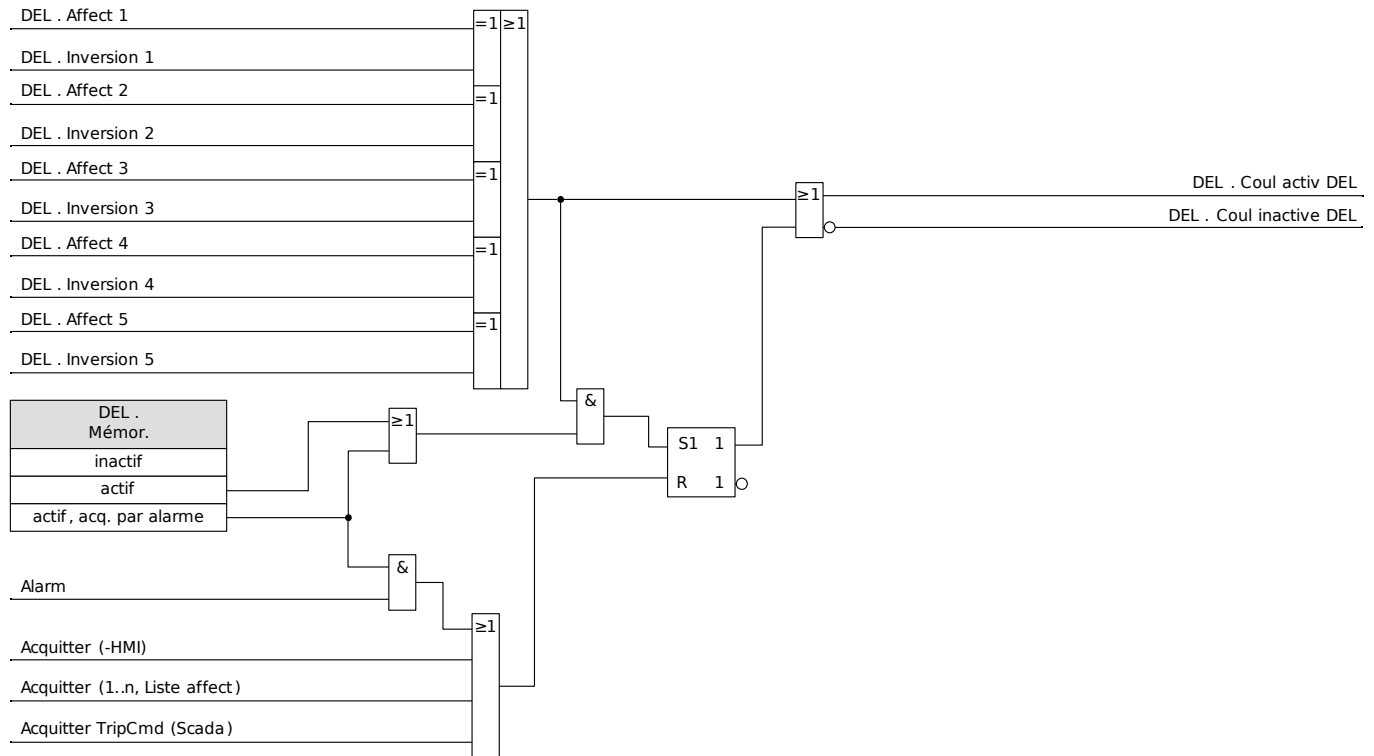 DEL . Affect 1
=1 ≥1
DEL . Inversion 1
DEL . Affect 2
=1
DEL . Inversion 2
DEL . Affect 3
=1
DEL . Coul activ DEL
≥1
DEL . Inversion 3
DEL . Coul inactive DEL
DEL . Affect 4
=1
DEL . Inversion 4
DEL . Affect 5
=1
DEL . Inversion 5
&
DEL .
Mémor.
≥1
inactif
S1 1
actif
R 1
actif, acq. par alarme
&
Alarm
≥1
Acquitter (-HMI)
Acquitter (1..n, Liste affect)
Acquitter TripCmd (Scada)